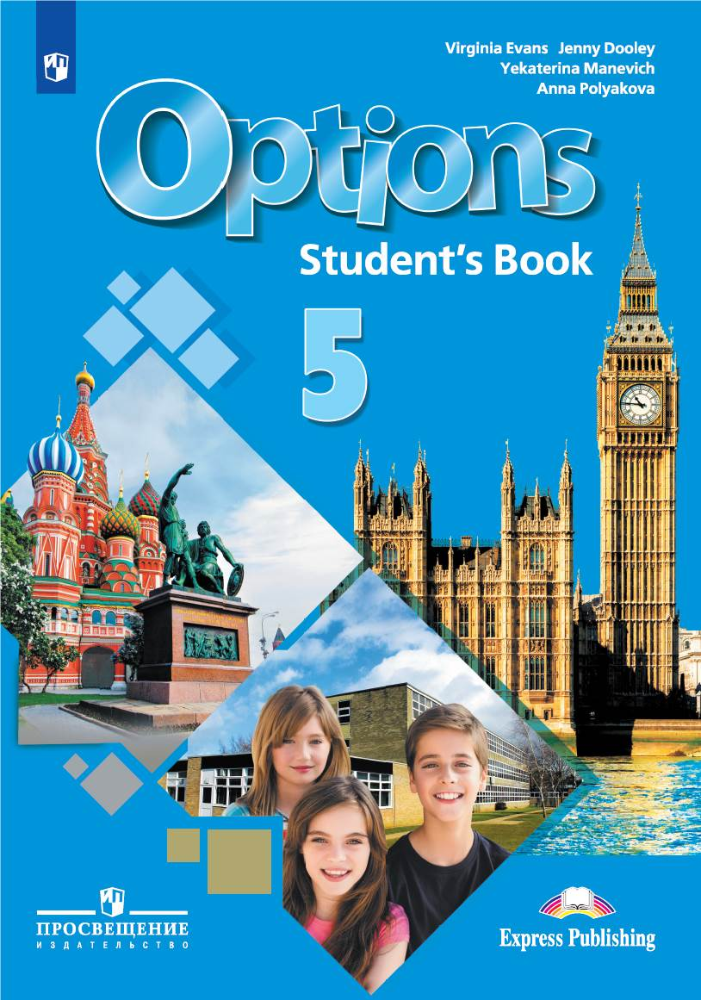 Virginia Evans Jenny Dooley
Yekaterina Manevich
Anna Polyakova
Options
Student's Book
5
ПРОСВЕЩЕНИЕ
ИЗДАТЕЛЬСТВО
Express Publishing